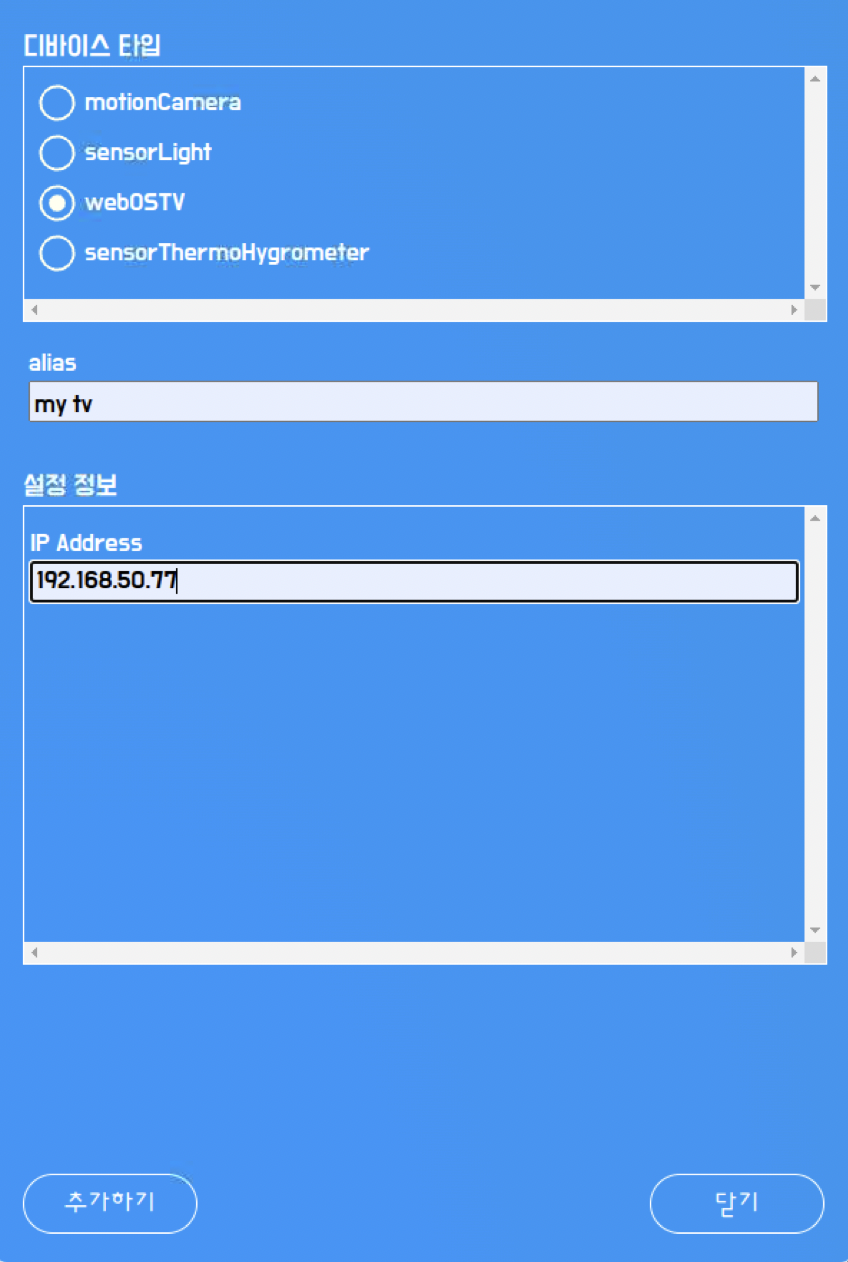 디바이스 타입
motionCamera
sensorLight
webOSTV
sensorThermoHygrometer
alias
my tv
설정 정보
IP Address
192.168.50.77
추가하기
닫기